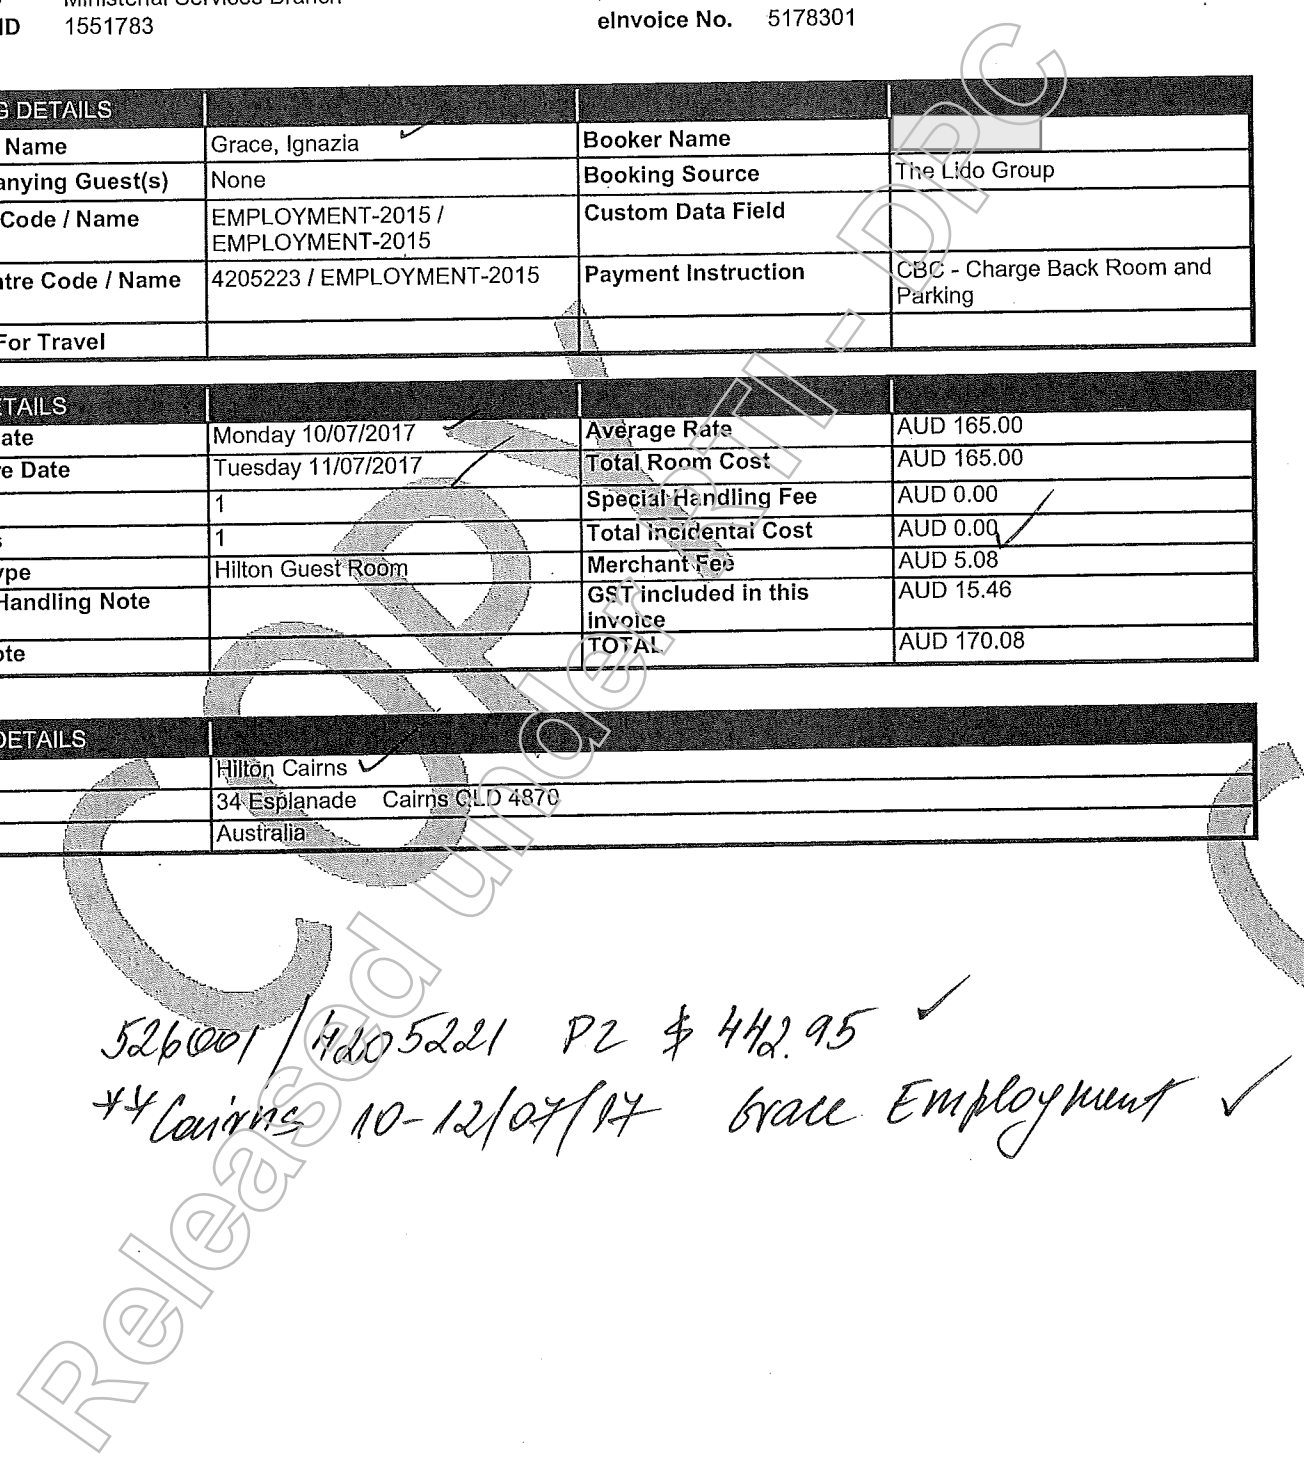 Ministerial Services Branch
ID 1551783 eInvoice No. 5178301
G DETAILS
Name Grace, Ignazia Booker Name
anying Guest(s) None Booking Source The Lido Group
Code / Name EMPLOYMENT-2015 / EMPLOYMENT-2015 Custom Data Field
ntre Code / Name 4205223 / EMPLOYMENT-2015 Payment Instruction CBC - Charge Back Room and Parking
For Travel
ETAILS
ate Monday 10/07/2017 Average Rate AUD 165.00
re Date Tuesday 11/07/2017 Total Room Cost AUD 165.00
1 Special Handling Fee AUD 0.00
s 1 Total Incidental Cost AUD 0.00
ype Hilton Guest Room Merchant Fee AUD 5.08
Handling Note GST included in this invoice AUD 15.46
ote TOTAL AUD 170.08
DETAILS
Hilton Cairns
34 Esplanade Cairns QLD 4870
Australia
526001 / 4205221 P2 $ 442.95
** Cairns 10-12/07/17 Grace Employment
COPY
Released under RTI - DPC